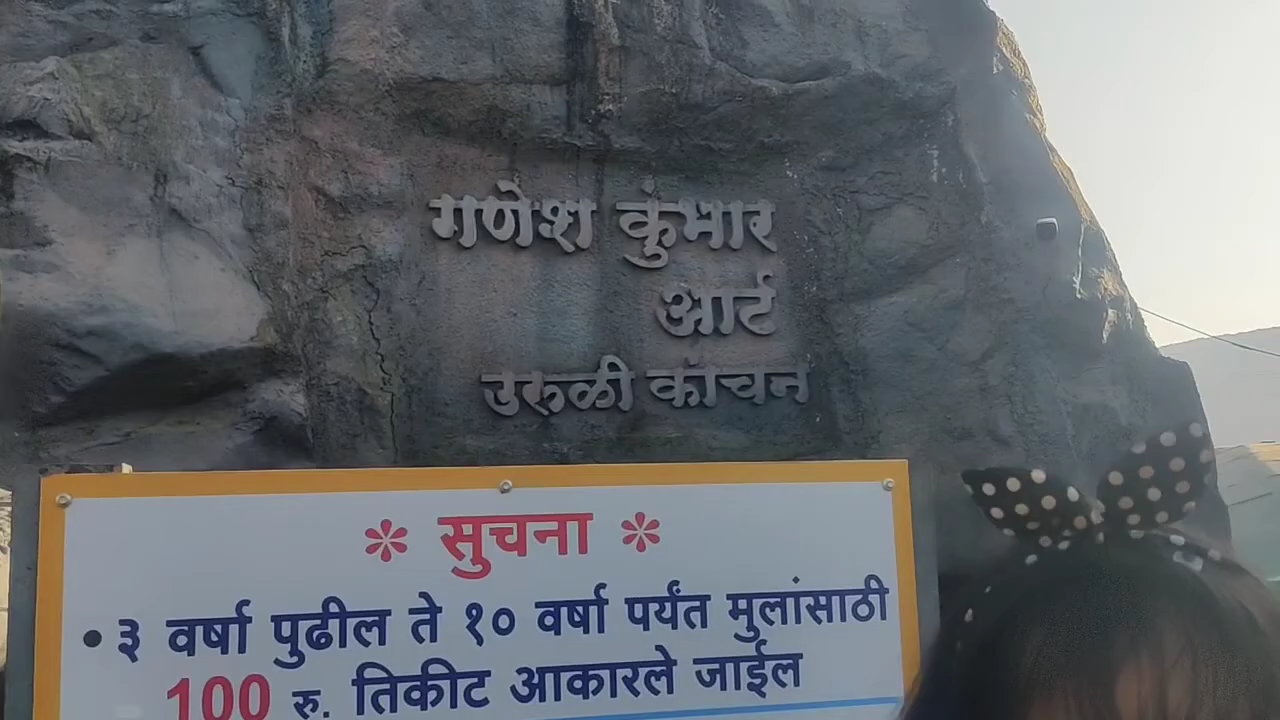 गणेश कुंभार
आर्ट
उरुळी कांचन
* सुचना *
• ३ वर्षा पुढील ते १० वर्षा पर्यंत मुलांसाठी
100 रु. तिकीट आकारले जाईल